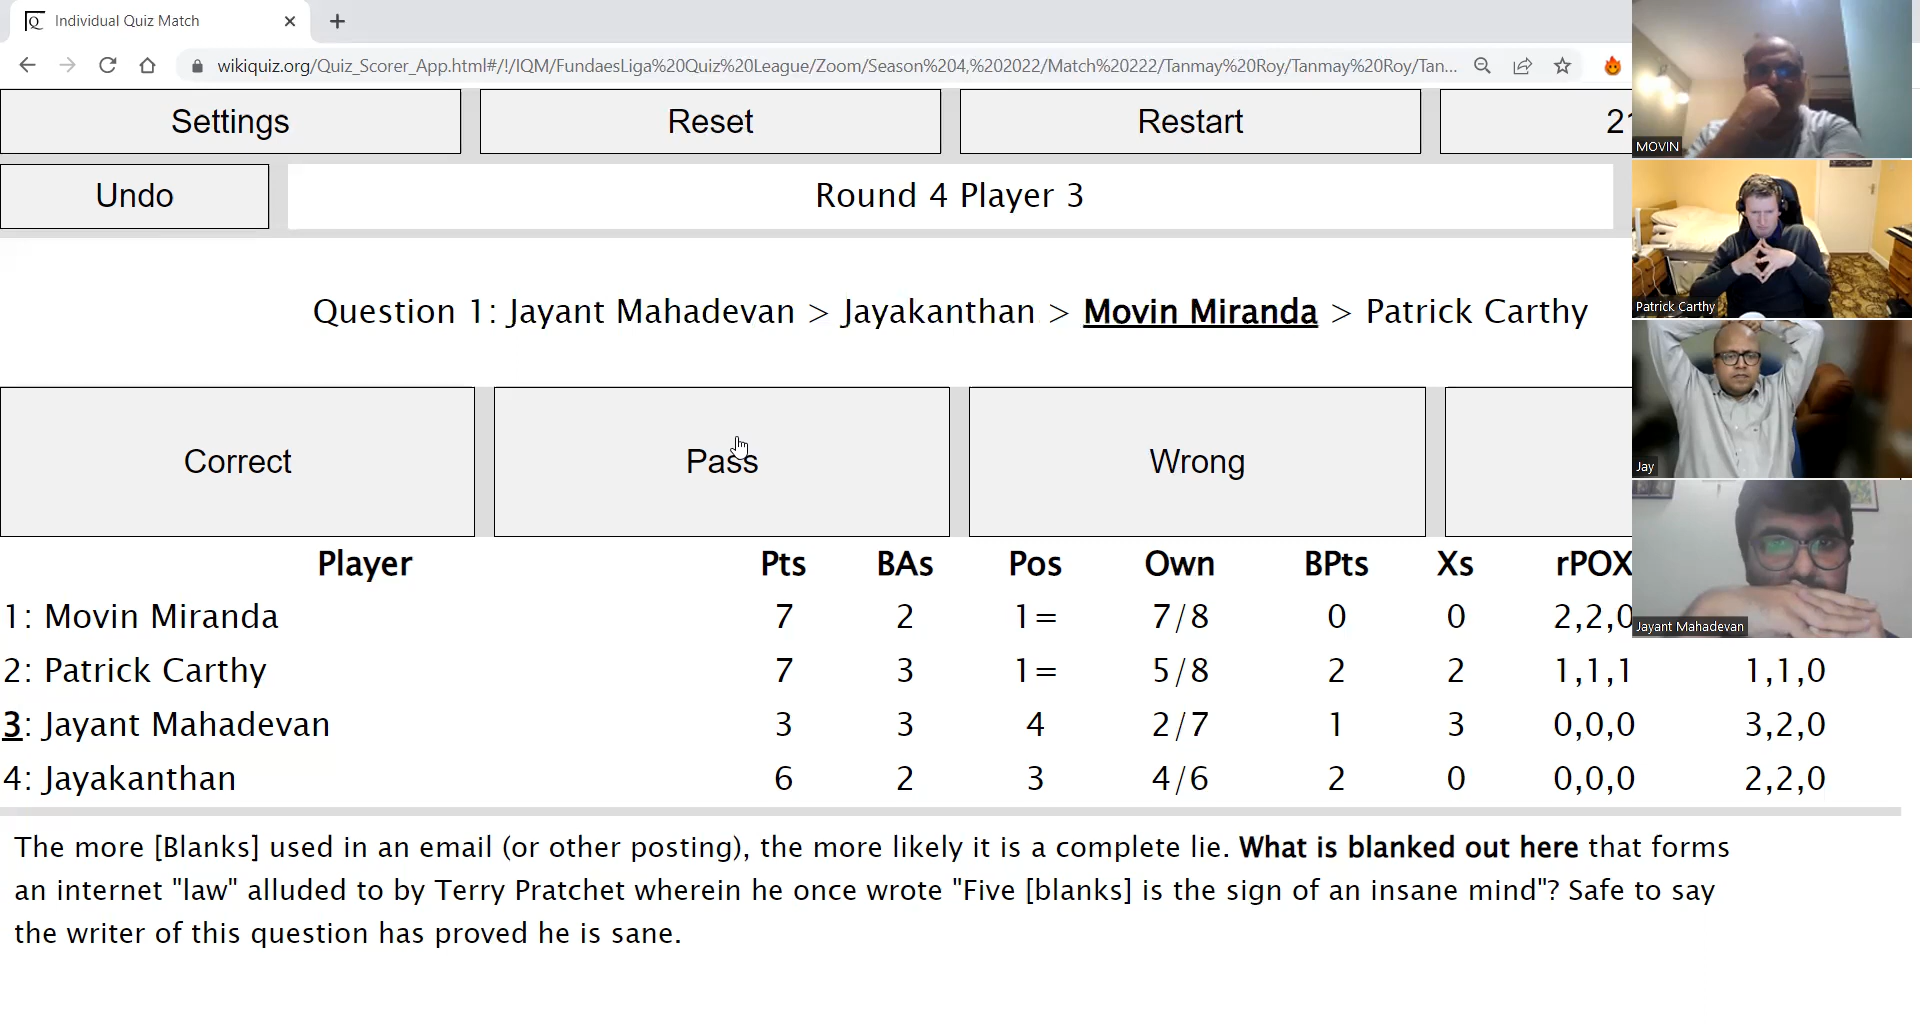 Individual Quiz Match
wikiquiz.org/Quiz_Scorer_App.html#/!/IQM/FundaesLiga%20Quiz%20League/Zoom/Season%204,%202022/Match%20222/Tanmay%20Roy/Tanmay%20Roy/Tan...
Settings Reset Restart 21
Undo Round 4 Player 3
Question 1: Jayant Mahadevan > Jayakanthan > Movin Miranda > Patrick Carthy
Correct Pass Wrong
Player Pts BAs Pos Own BPts Xs rPOX
1: Movin Miranda 7 2 1= 7/8 0 0 2,2,0
2: Patrick Carthy 7 3 1= 5/8 2 2 1,1,1 1,1,0
3: Jayant Mahadevan 3 3 4 2/7 1 3 0,0,0 3,2,0
4: Jayakanthan 6 2 3 4/6 2 0 0,0,0 2,2,0
The more [Blanks] used in an email (or other posting), the more likely it is a complete lie. What is blanked out here that forms
an internet "law" alluded to by Terry Pratchet wherein he once wrote "Five [blanks] is the sign of an insane mind"? Safe to say
the writer of this question has proved he is sane.
MOVIN
Patrick Carthy
Jay
Jayant Mahadevan